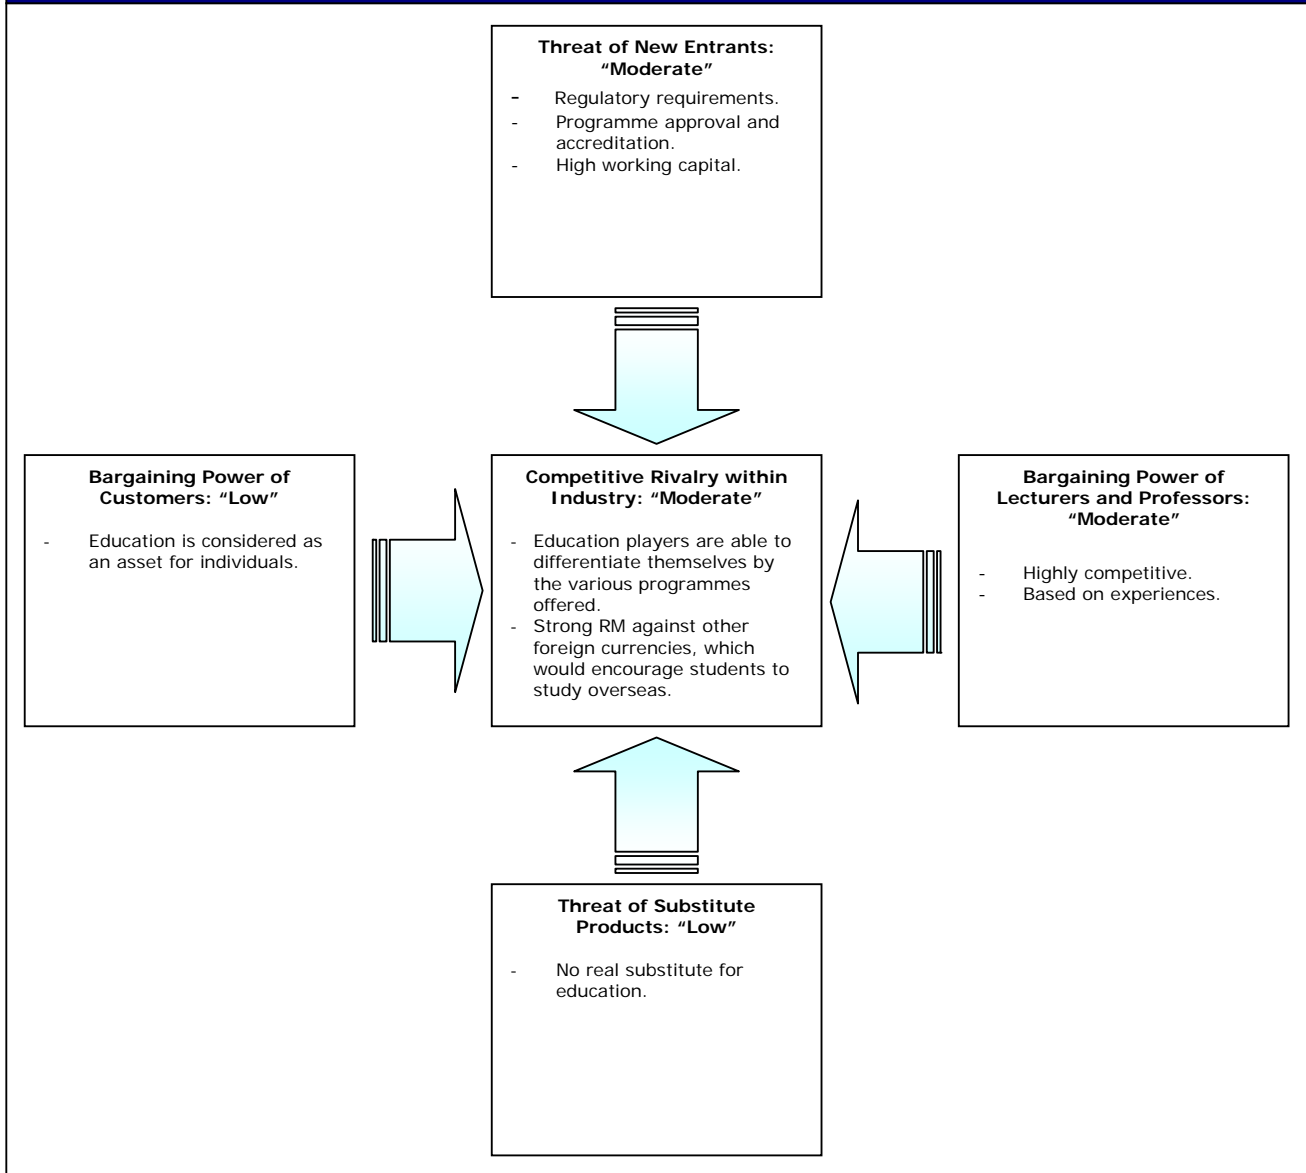 Threat of New Entrants:
“Moderate”
- Regulatory requirements.
- Programme approval and
accreditation.
- High working capital.
Bargaining Power of
Customers: “Low”
- Education is considered as
an asset for individuals.
Competitive Rivalry within
Industry: “Moderate”
- Education players are able to
differentiate themselves by
the various programmes
offered.
- Strong RM against other
foreign currencies, which
would encourage students to
study overseas.
Bargaining Power of
Lecturers and Professors:
“Moderate”
- Highly competitive.
- Based on experiences.
Threat of Substitute
Products: “Low”
- No real substitute for
education.